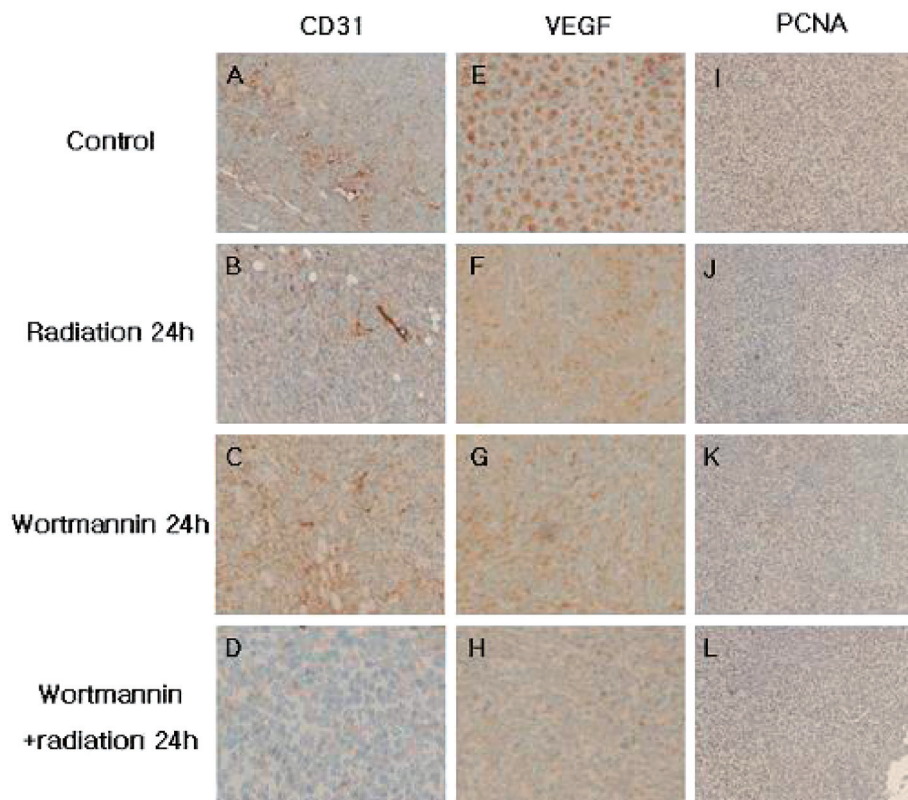 CD31 VEGF PCNA
Control
A E I
Radiation 24h
B F J
Wortmannin 24h
C G K
Wortmannin
+radiation 24h
D H L